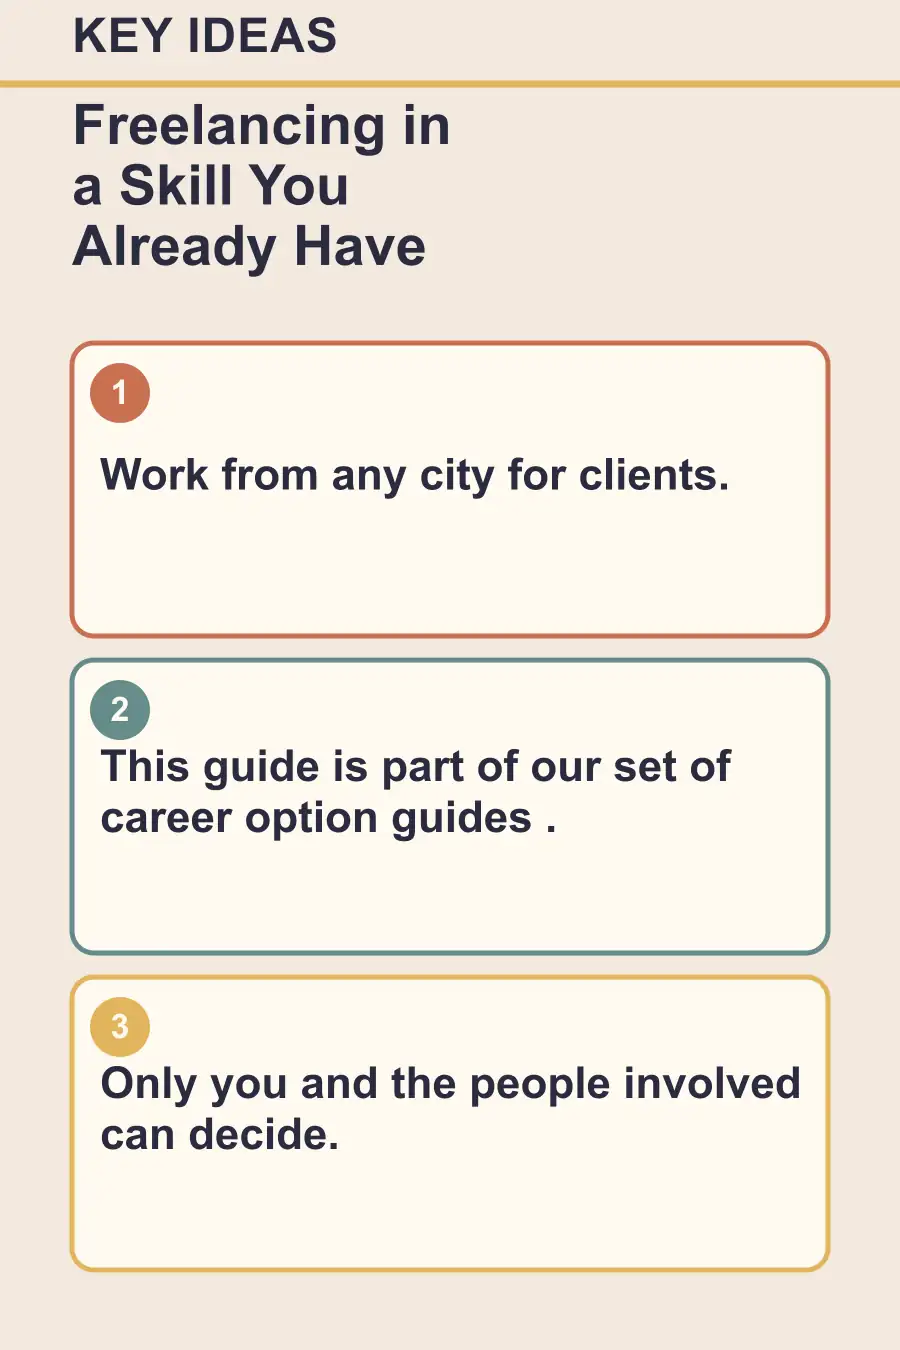 KEY IDEAS
Freelancing in
a Skill You
Already Have
1
Work from any city for clients.
2
This guide is part of our set of
career option guides .
3
Only you and the people involved
can decide.